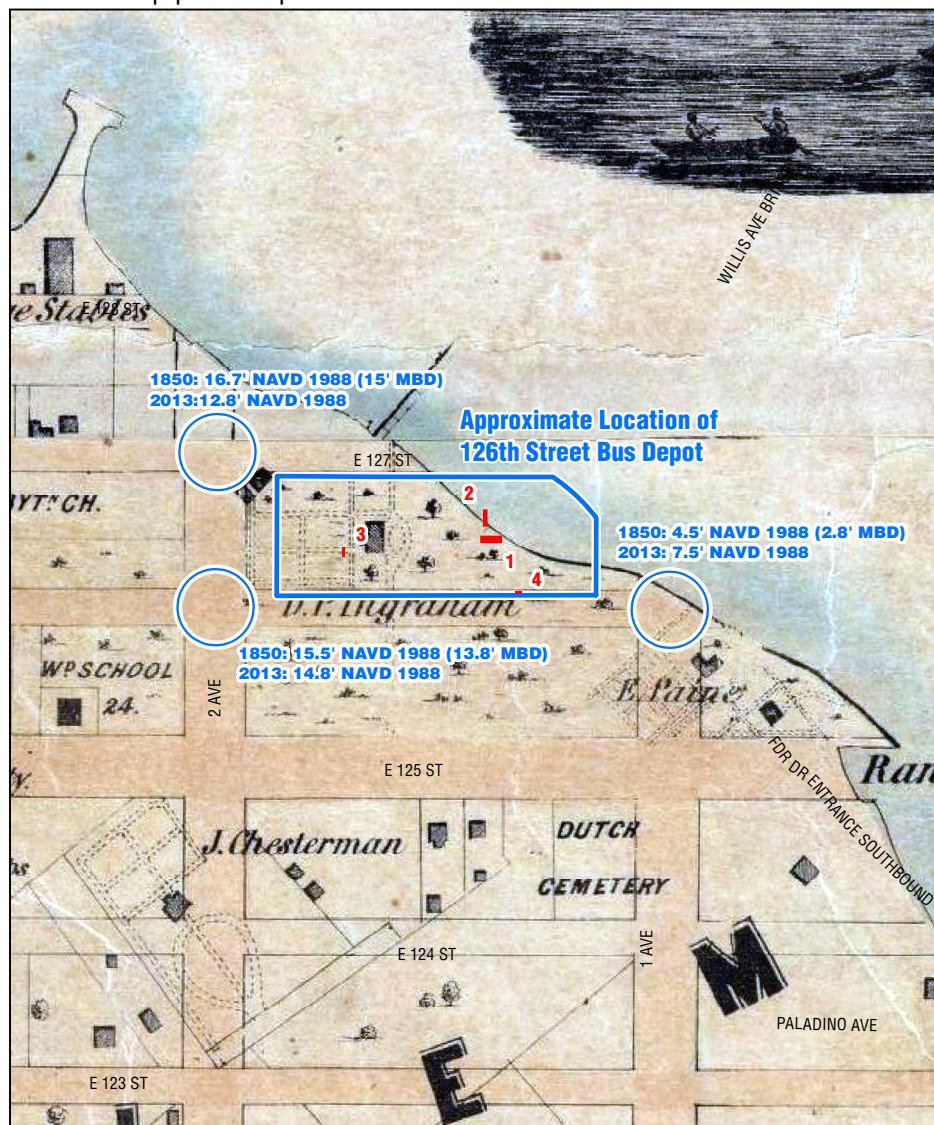 WILLIS AVE BRI
E 128 ST
Stables
1850: 16.7' NAVD 1988 (15' MBD)
2013:12.8' NAVD 1988
Approximate Location of
126th Street Bus Depot
E 127 ST
2
3
1
4
1850: 4.5' NAVD 1988 (2.8' MBD)
2013: 7.5' NAVD 1988
D.P. Ingraham
1850: 15.5' NAVD 1988 (13.8' MBD)
2013: 14.8' NAVD 1988
WD SCHOOL
24.
2 AVE
E. Paine
E 125 ST
FDR DR ENTRANCE SOUTHBOUND
Ran
J. Chesterman
DUTCH
CEMETERY
E 124 ST
1 AVE
M
PALADINO AVE
E
E 123 ST